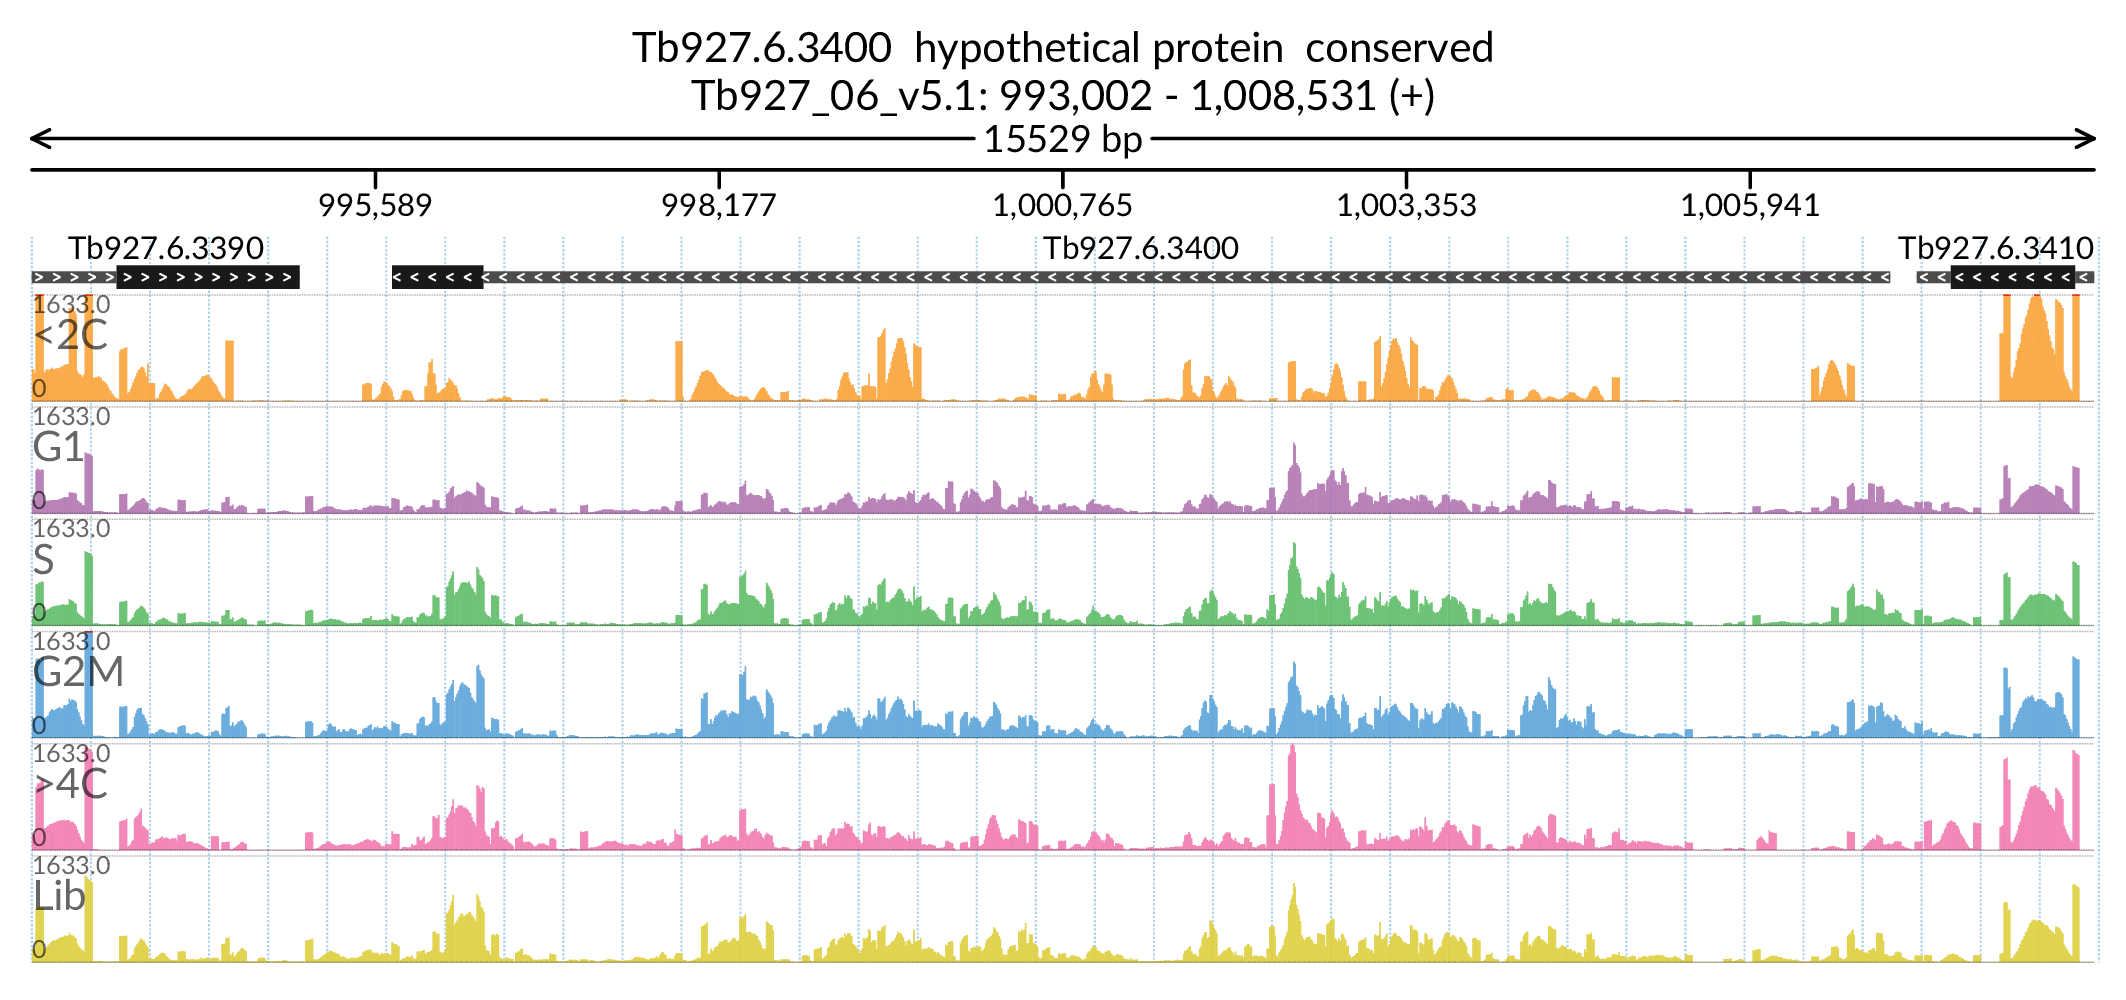 Tb927.6.3400 hypothetical protein conserved
Tb927_06_v5.1: 993,002 - 1,008,531 (+)
15529 bp
995,589 998,177 1,000,765 1,003,353 1,005,941
Tb927.6.3390 Tb927.6.3400 Tb927.6.3410
1633.0
<2C
0
1633.0
G1
0
1633.0
S
0
1633.0
G2M
0
1633.0
>4C
0
1633.0
Lib
0